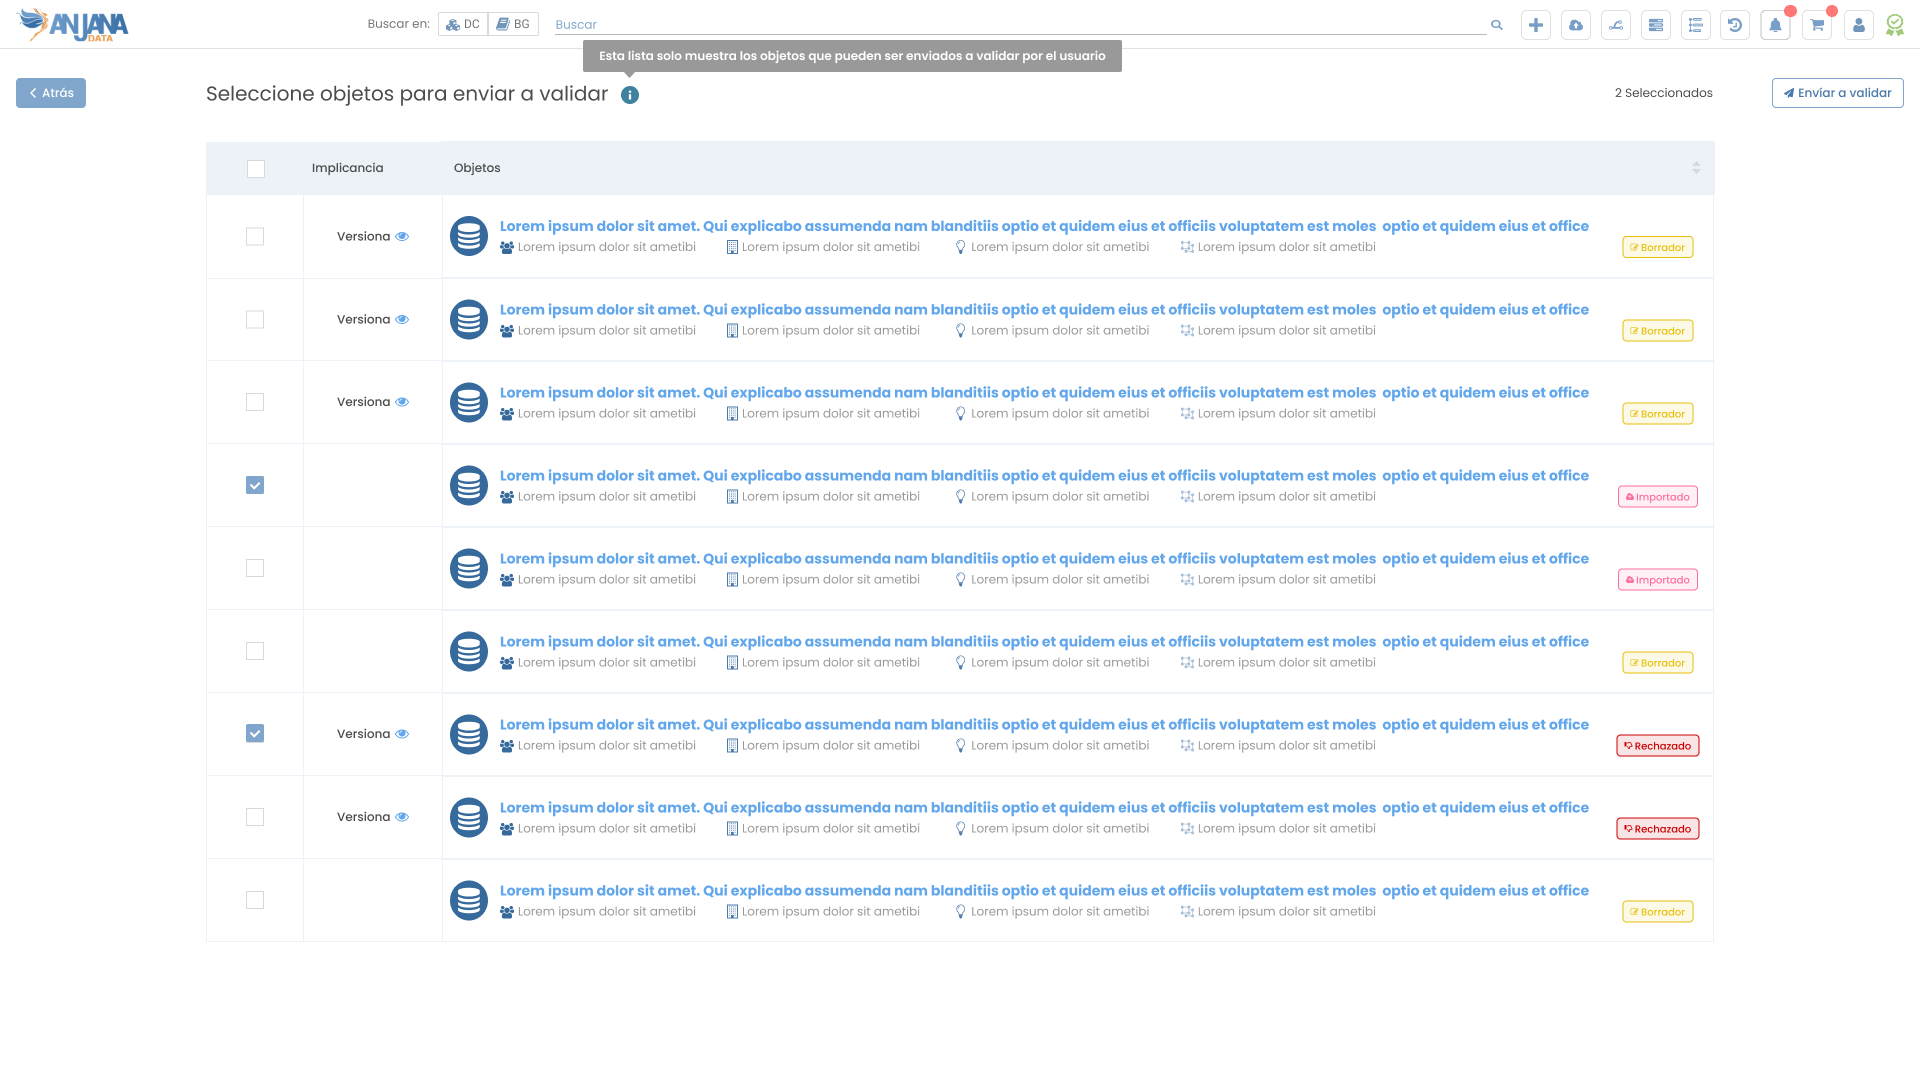 ANJANA DATA
Buscar en: DC BG Buscar
Esta lista solo muestra los objetos que pueden ser enviados a validar por el usuario
Atrás
Seleccione objetos para enviar a validar
2 Seleccionados
Envíar a validar
Implicancia Objetos
Versiona
Lorem ipsum dolor sit amet. Qui explicabo assumenda nam blanditiis optio et quidem eius et officiis voluptatem est moles optio et quidem eius et office
Lorem ipsum dolor sit ametibi Lorem ipsum dolor sit ametibi Lorem ipsum dolor sit ametibi Lorem ipsum dolor sit ametibi
Borrador
Versiona
Lorem ipsum dolor sit amet. Qui explicabo assumenda nam blanditiis optio et quidem eius et officiis voluptatem est moles optio et quidem eius et office
Lorem ipsum dolor sit ametibi Lorem ipsum dolor sit ametibi Lorem ipsum dolor sit ametibi Lorem ipsum dolor sit ametibi
Borrador
Versiona
Lorem ipsum dolor sit amet. Qui explicabo assumenda nam blanditiis optio et quidem eius et officiis voluptatem est moles optio et quidem eius et office
Lorem ipsum dolor sit ametibi Lorem ipsum dolor sit ametibi Lorem ipsum dolor sit ametibi Lorem ipsum dolor sit ametibi
Borrador
Lorem ipsum dolor sit amet. Qui explicabo assumenda nam blanditiis optio et quidem eius et officiis voluptatem est moles optio et quidem eius et office
Lorem ipsum dolor sit ametibi Lorem ipsum dolor sit ametibi Lorem ipsum dolor sit ametibi Lorem ipsum dolor sit ametibi
Importado
Lorem ipsum dolor sit amet. Qui explicabo assumenda nam blanditiis optio et quidem eius et officiis voluptatem est moles optio et quidem eius et office
Lorem ipsum dolor sit ametibi Lorem ipsum dolor sit ametibi Lorem ipsum dolor sit ametibi Lorem ipsum dolor sit ametibi
Importado
Lorem ipsum dolor sit amet. Qui explicabo assumenda nam blanditiis optio et quidem eius et officiis voluptatem est moles optio et quidem eius et office
Lorem ipsum dolor sit ametibi Lorem ipsum dolor sit ametibi Lorem ipsum dolor sit ametibi Lorem ipsum dolor sit ametibi
Borrador
Versiona
Lorem ipsum dolor sit amet. Qui explicabo assumenda nam blanditiis optio et quidem eius et officiis voluptatem est moles optio et quidem eius et office
Lorem ipsum dolor sit ametibi Lorem ipsum dolor sit ametibi Lorem ipsum dolor sit ametibi Lorem ipsum dolor sit ametibi
Rechazado
Versiona
Lorem ipsum dolor sit amet. Qui explicabo assumenda nam blanditiis optio et quidem eius et officiis voluptatem est moles optio et quidem eius et office
Lorem ipsum dolor sit ametibi Lorem ipsum dolor sit ametibi Lorem ipsum dolor sit ametibi Lorem ipsum dolor sit ametibi
Rechazado
Lorem ipsum dolor sit amet. Qui explicabo assumenda nam blanditiis optio et quidem eius et officiis voluptatem est moles optio et quidem eius et office
Lorem ipsum dolor sit ametibi Lorem ipsum dolor sit ametibi Lorem ipsum dolor sit ametibi Lorem ipsum dolor sit ametibi
Borrador